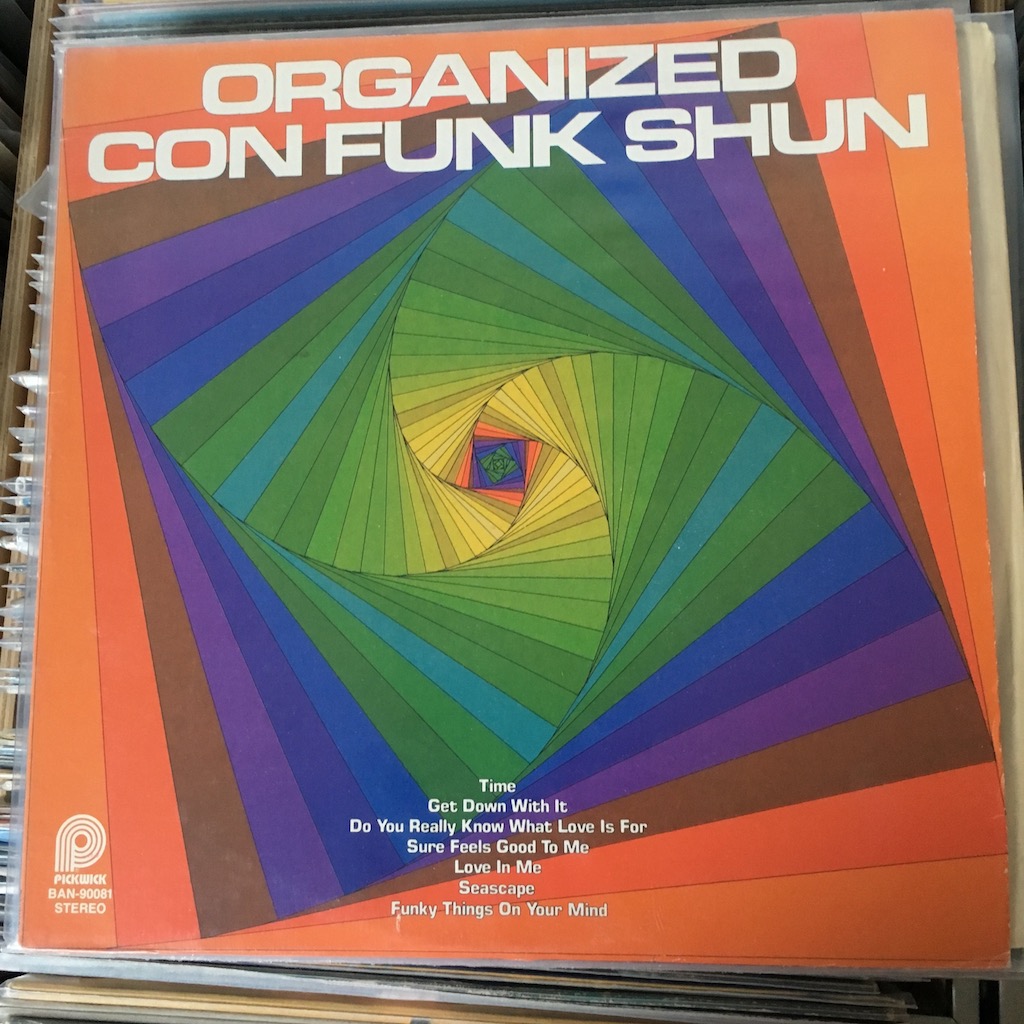 ORGANIZED
CON FUNK SHUN
Time
Get Down With It
Do You Really Know What Love Is For
Sure Feels Good To Me
Love In Me
Seascape
Funky Things On Your Mind
PICKWICK
BAN-90081
STEREO